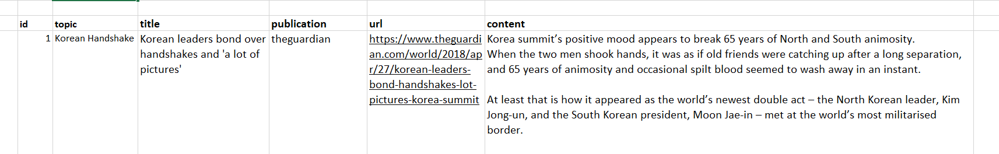 id topic title publication url content
1 Korean Handshake Korean leaders bond over theguardian https://www.theguardi Korea summit’s positive mood appears to break 65 years of North and South animosity.
handshakes and 'a lot of an.com/world/2018/ap When the two men shook hands, it was as if old friends were catching up after a long separation,
pictures' r/27/korean-leaders- and 65 years of animosity and occasional spilt blood seemed to wash away in an instant.
bond-handshakes-lot-
pictures-korea-summit At least that is how it appeared as the world’s newest double act – the North Korean leader, Kim
Jong-un, and the South Korean president, Moon Jae-in – met at the world’s most militarised
border.